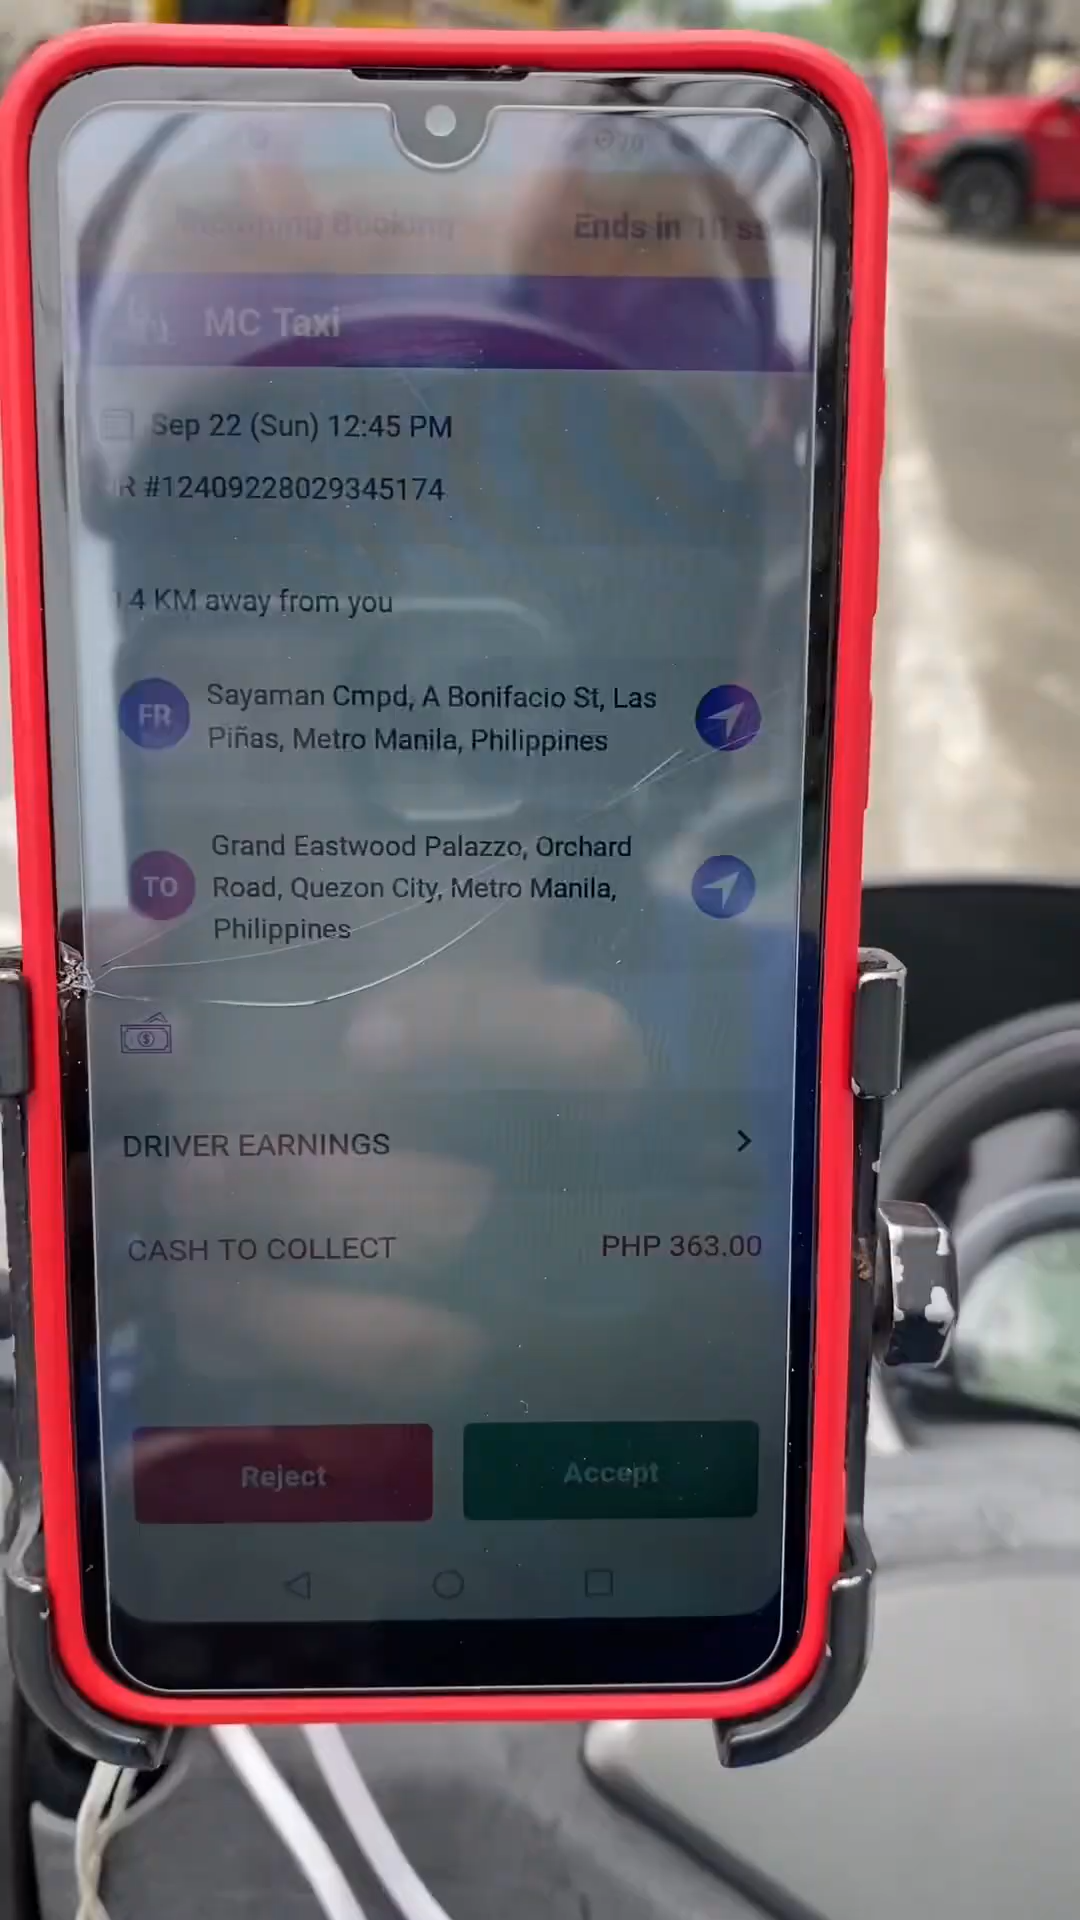 Booking
Ends in
MC Taxi
Sep 22 (Sun) 12:45 PM
#12409228029345174
4 KM away from you
FR
Sayaman Cmpd, A Bonifacio St, Las
Piñas, Metro Manila, Philippines
TO
Grand Eastwood Palazzo, Orchard
Road, Quezon City, Metro Manila,
Philippines
DRIVER EARNINGS
CASH TO COLLECT PHP 363.00
Reject
Accept